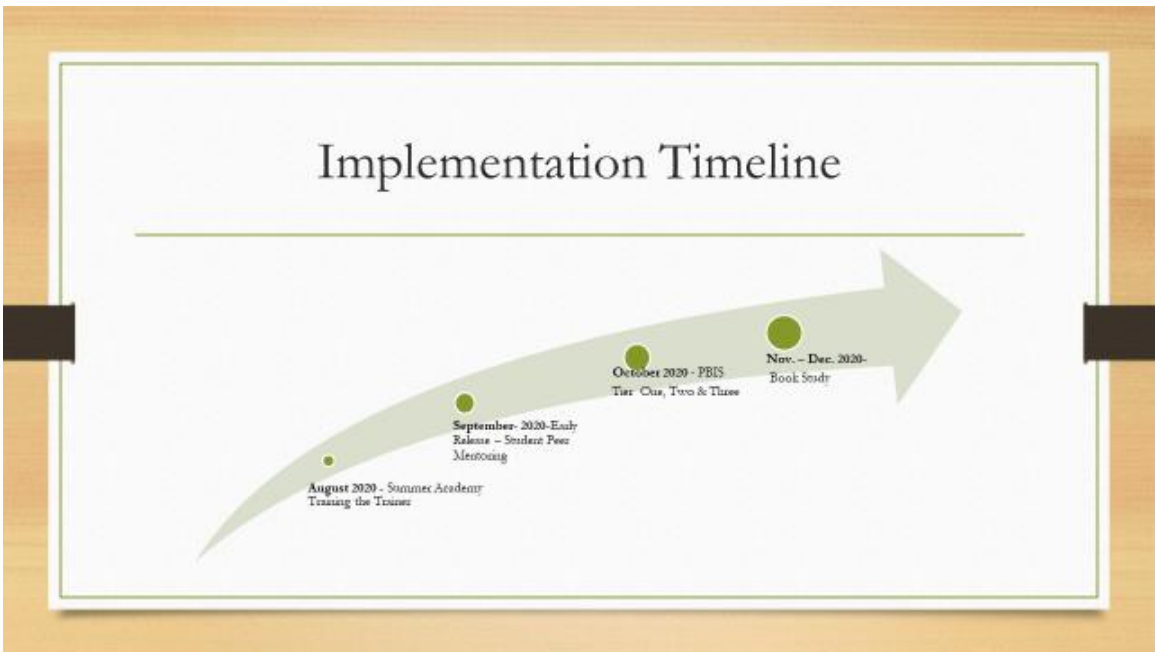 Implementation Timeline
August 2020 - Summer Academy
Training the Trainer
September- 2020-Early
Release – Student Peer
Mentoring
October 2020 - PBIS
Tier One, Two & Three
Nov. – Dec. 2020-
Book Study